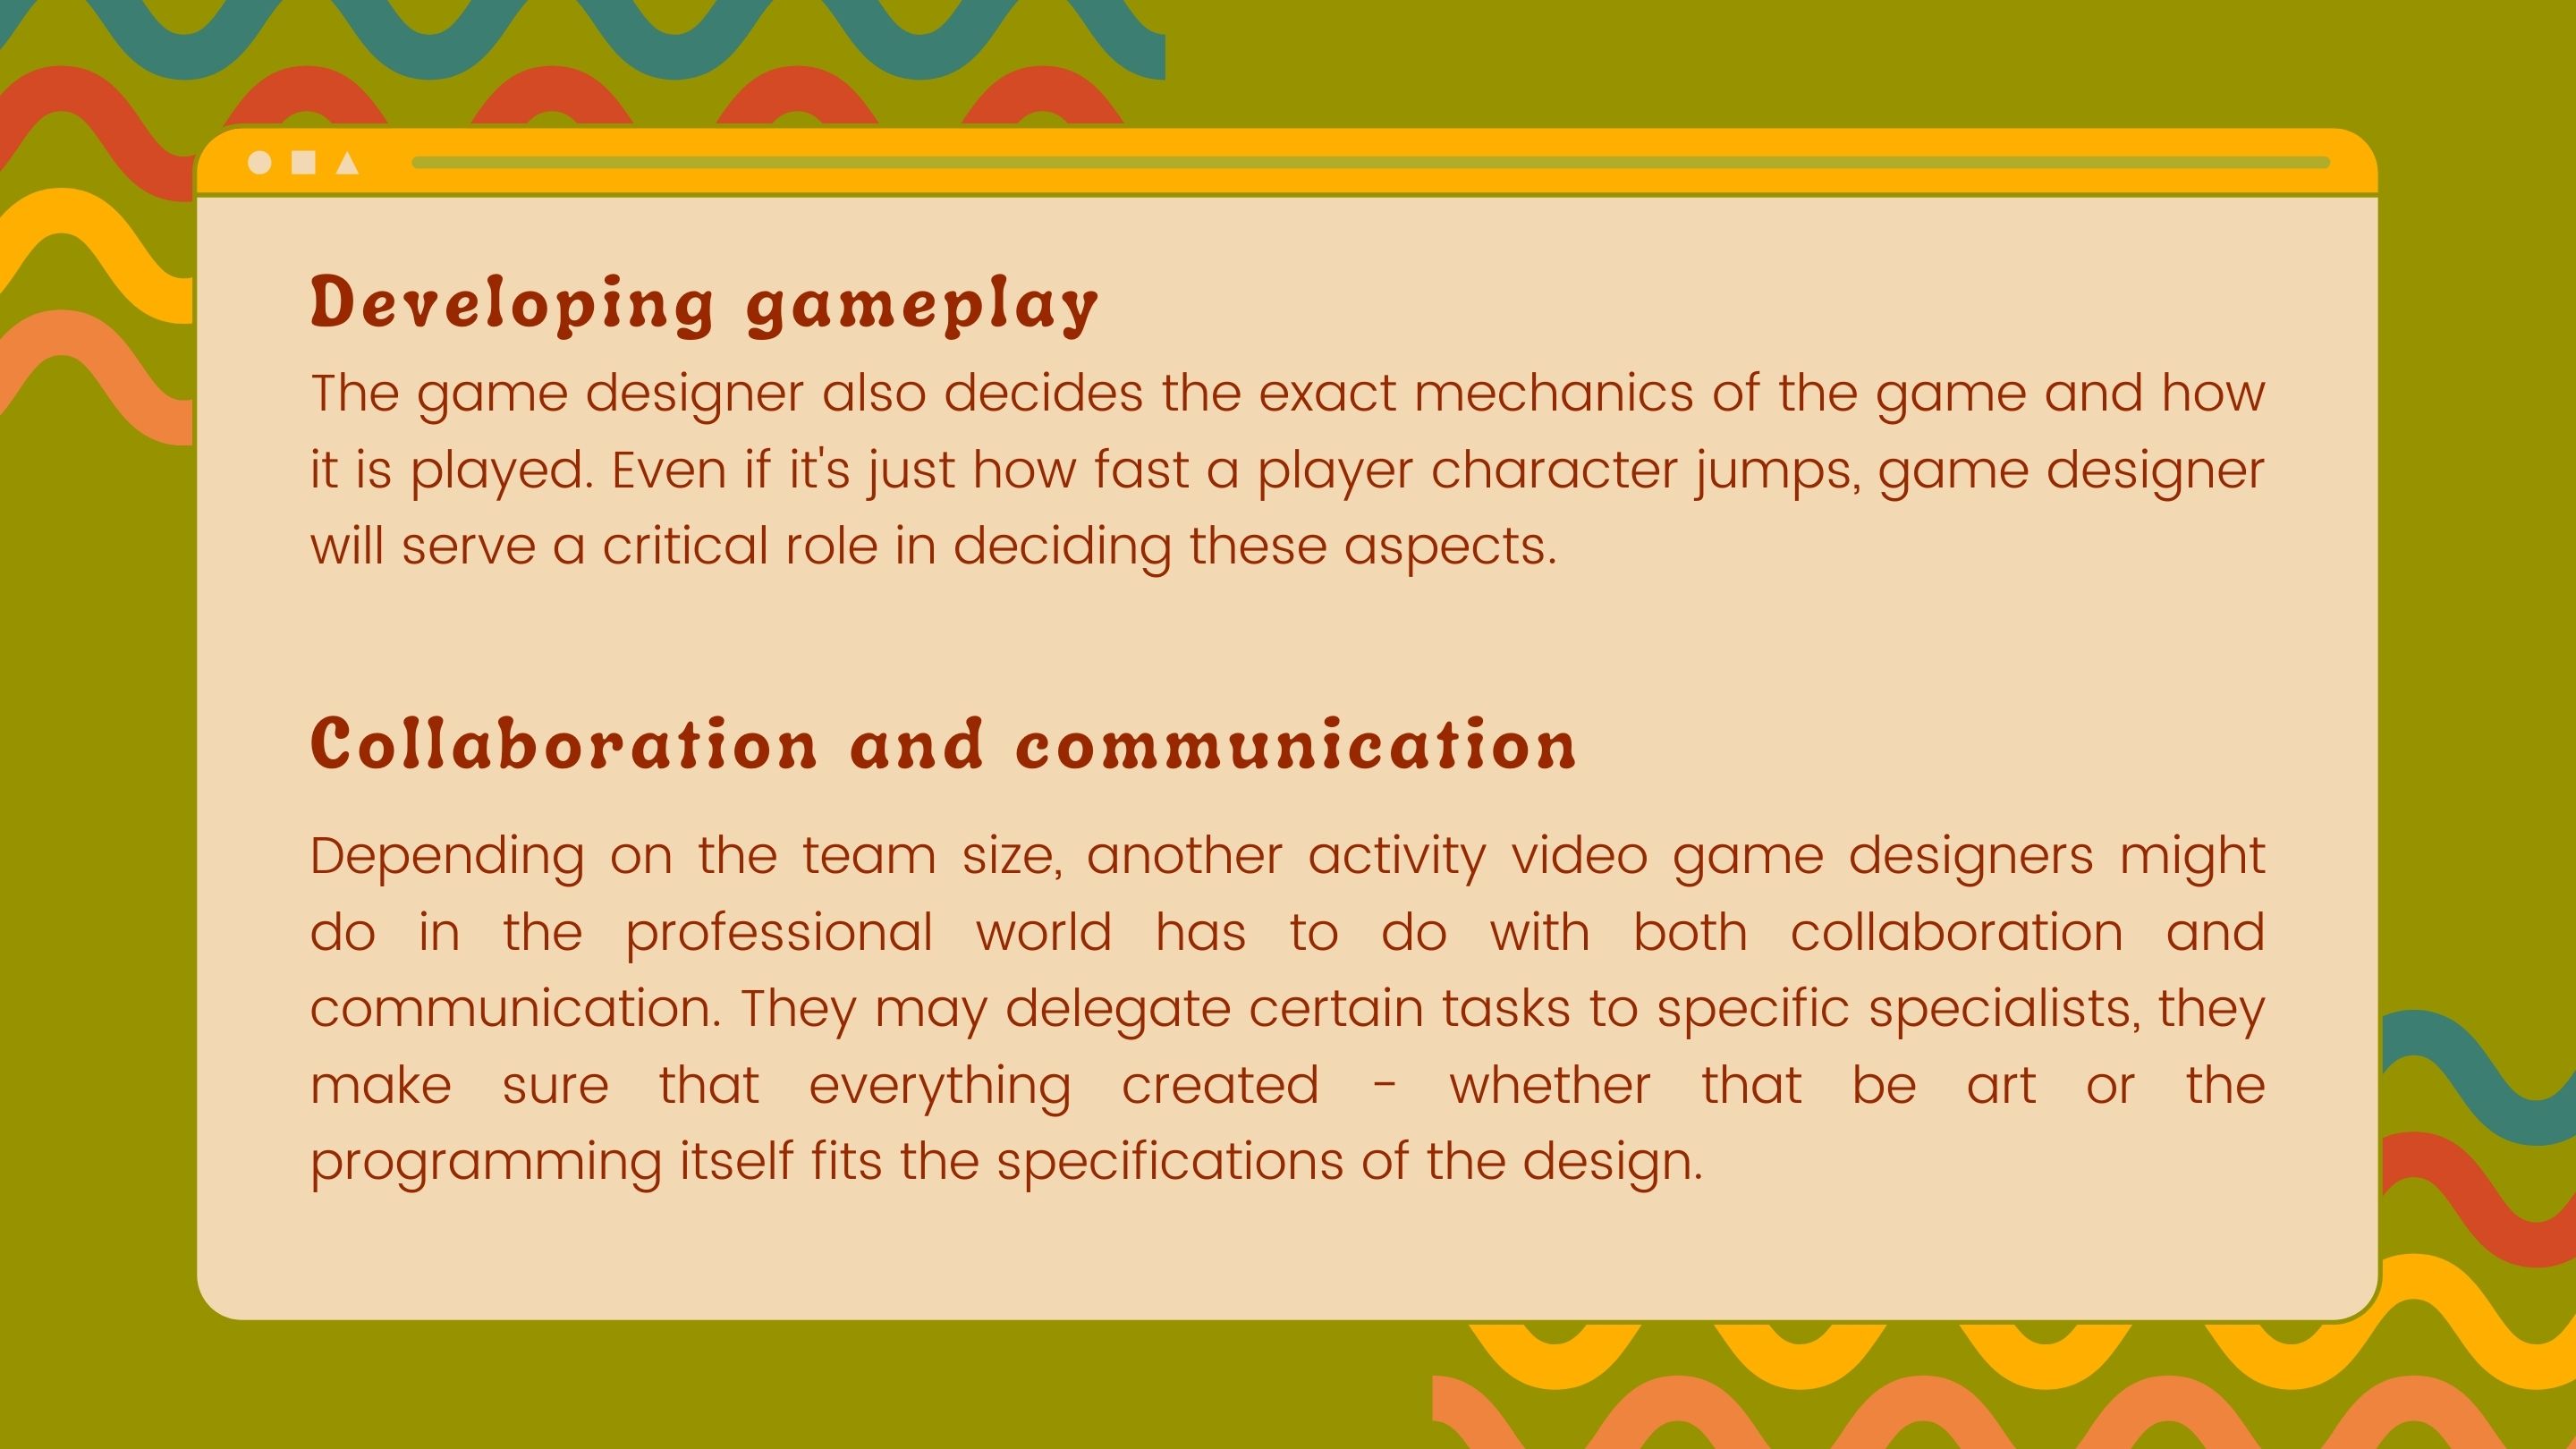 Developing gameplay
The game designer also decides the exact mechanics of the game and how
it is played. Even if it's just how fast a player character jumps, game designer
will serve a critical role in deciding these aspects.
Collaboration and communication
Depending on the team size, another activity video game designers might
do in the professional world has to do with both collaboration and
communication. They may delegate certain tasks to specific specialists, they
make sure that everything created - whether that be art or the
programming itself fits the specifications of the design.